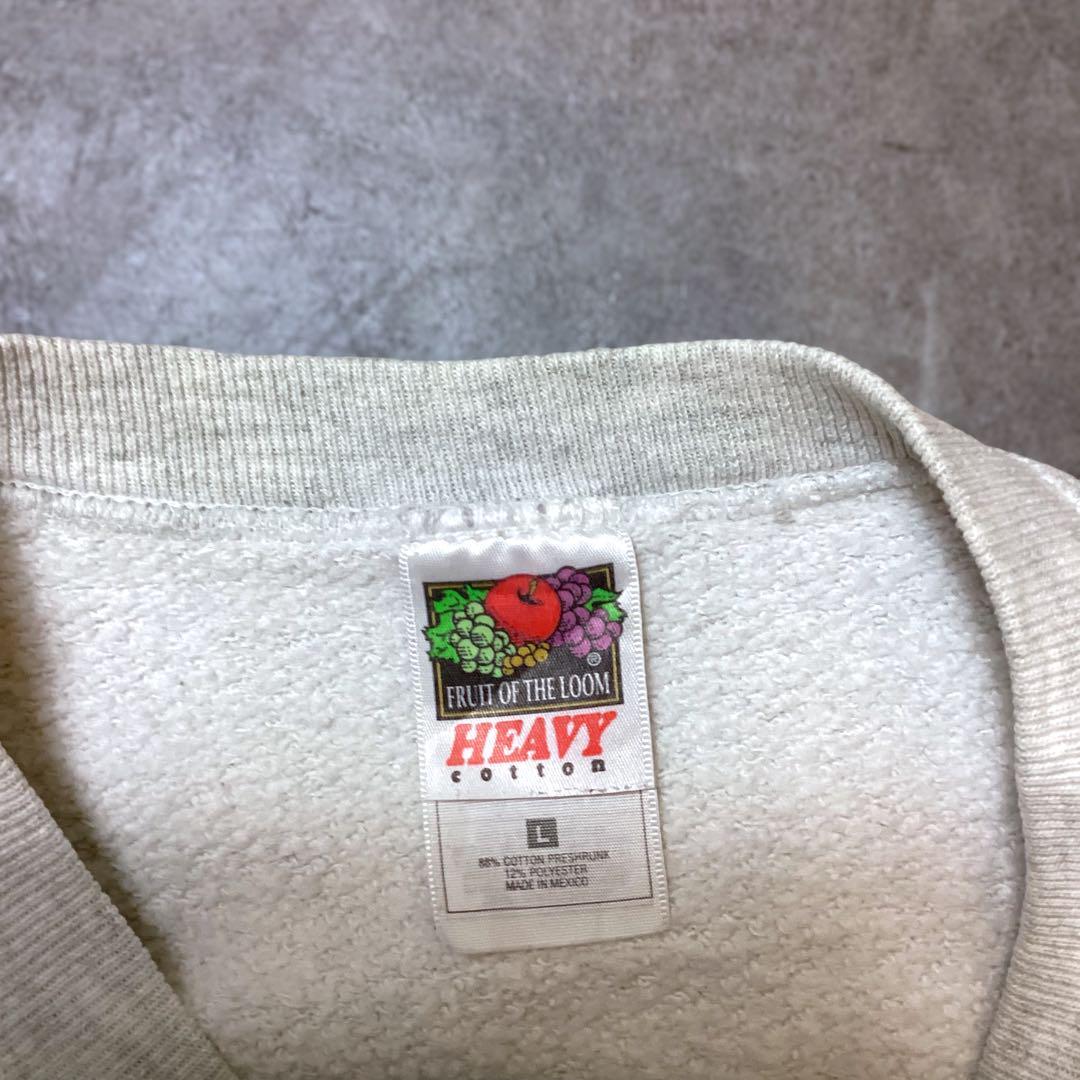 ®
FRUIT OF THE LOOM
HEAVY
cotton
L
88% COTTON PRESHRUNK
12% POLYESTER
MADE IN MEXICO